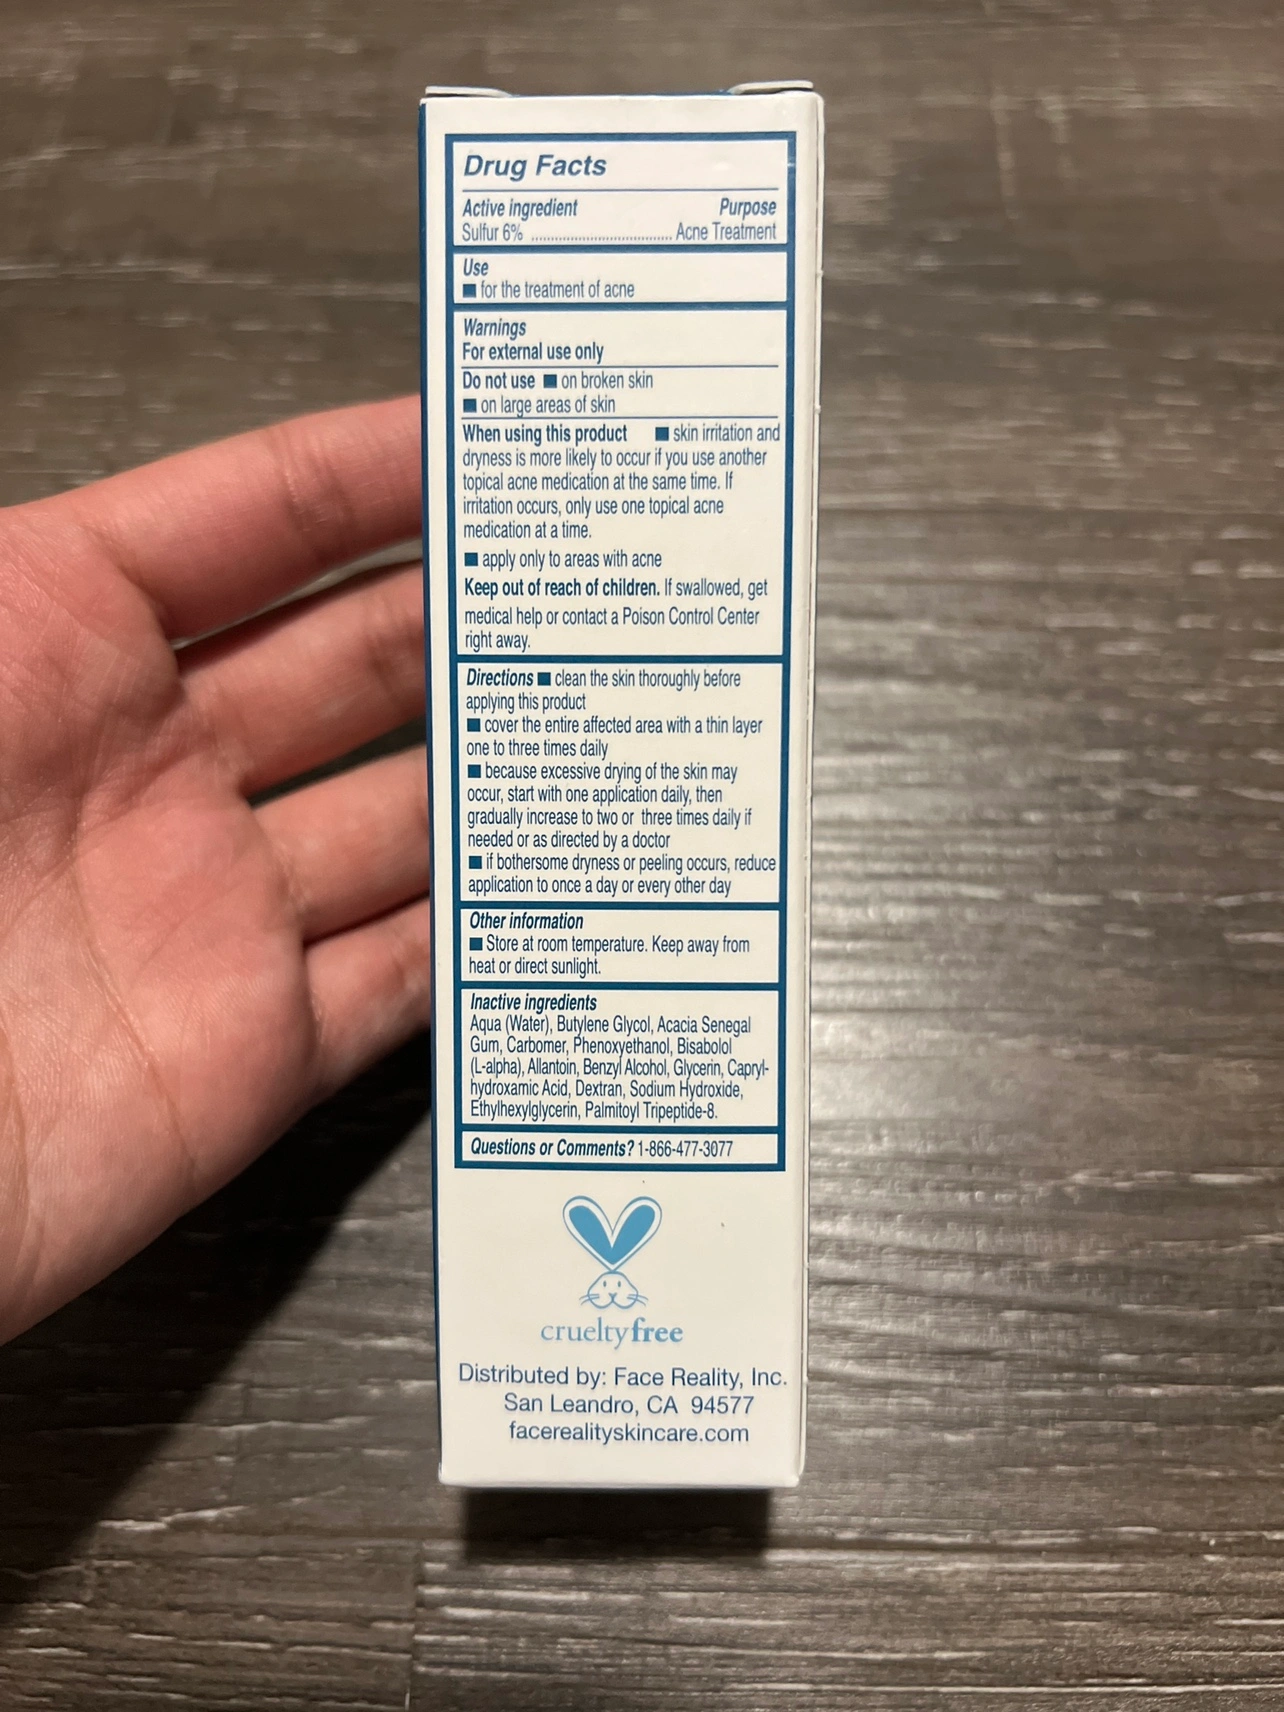 Drug Facts
Active ingredient Purpose
Sulfur 6% .................................. Acne Treatment
Use
■ for the treatment of acne
Warnings
For external use only
Do not use ■ on broken skin
■ on large areas of skin
When using this product ■ skin irritation and
dryness is more likely to occur if you use another
topical acne medication at the same time. If
irritation occurs, only use one topical acne
medication at a time.
■ apply only to areas with acne
Keep out of reach of children. If swallowed, get
medical help or contact a Poison Control Center
right away.
Directions ■ clean the skin thoroughly before
applying this product
■ cover the entire affected area with a thin layer
one to three times daily
■ because excessive drying of the skin may
occur, start with one application daily, then
gradually increase to two or three times daily if
needed or as directed by a doctor
■ if bothersome dryness or peeling occurs, reduce
application to once a day or every other day
Other information
■ Store at room temperature. Keep away from
heat or direct sunlight.
Inactive ingredients
Aqua (Water), Butylene Glycol, Acacia Senegal
Gum, Carbomer, Phenoxyethanol, Bisabolol
(L-alpha), Allantoin, Benzyl Alcohol, Glycerin, Capryl-
hydroxamic Acid, Dextran, Sodium Hydroxide,
Ethylhexylglycerin, Palmitoyl Tripeptide-8.
Questions or Comments? 1-866-477-3077
crueltyfree
Distributed by: Face Reality, Inc.
San Leandro, CA 94577
facerealityskincare.com